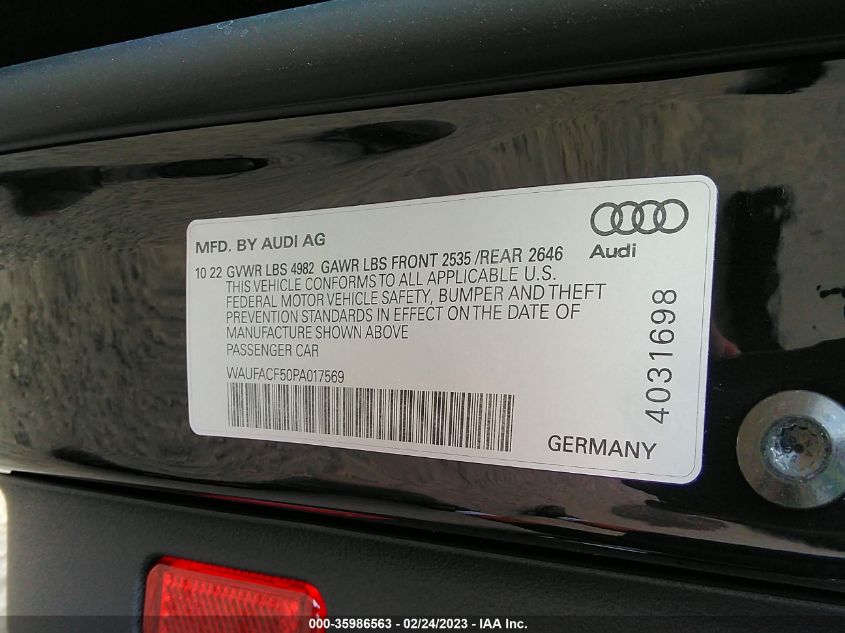 MFD. BY AUDI AG
Audi
10 22 GVWR LBS 4982 GAWR LBS FRONT 2535 /REAR 2646
THIS VEHICLE CONFORMS TO ALL APPLICABLE U.S.
FEDERAL MOTOR VEHICLE SAFETY, BUMPER AND THEFT
PREVENTION STANDARDS IN EFFECT ON THE DATE OF
MANUFACTURE SHOWN ABOVE
PASSENGER CAR
WAUFACF50PA017569
4031698
GERMANY
000-35986563 - 02/24/2023 - IAA Inc.